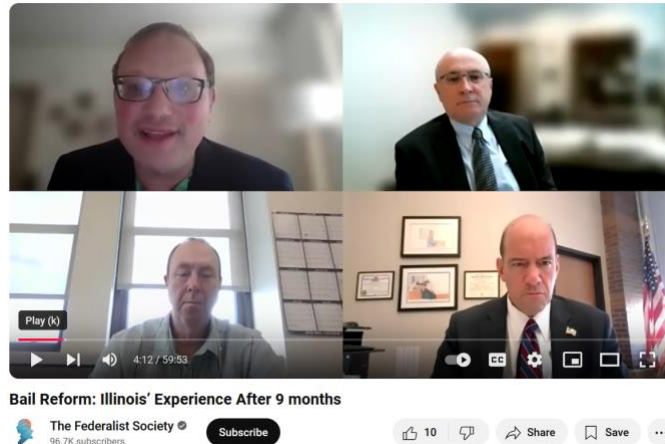 Play (k)
4:12 / 59:53
CC
Bail Reform: Illinois’ Experience After 9 months
The Federalist Society
96.7K subscribers
Subscribe
10
Share
Save